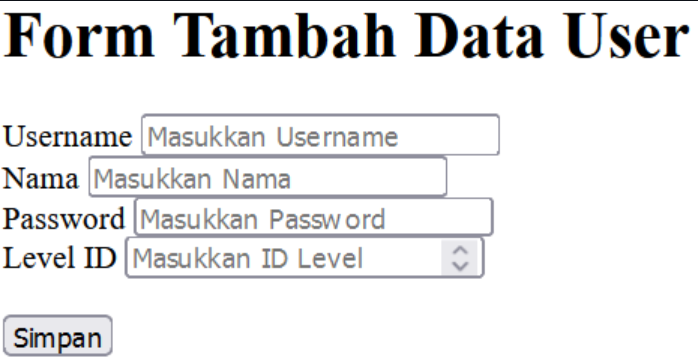 Form Tambah Data User
Username Masukkan Username
Nama Masukkan Nama
Password Masukkan Password
Level ID Masukkan ID Level
Simpan